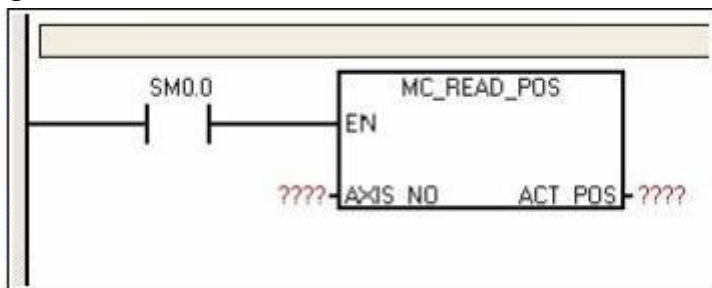 SM0.0
MC_READ_POS
EN
???? AXIS_NO ACT_POS ????